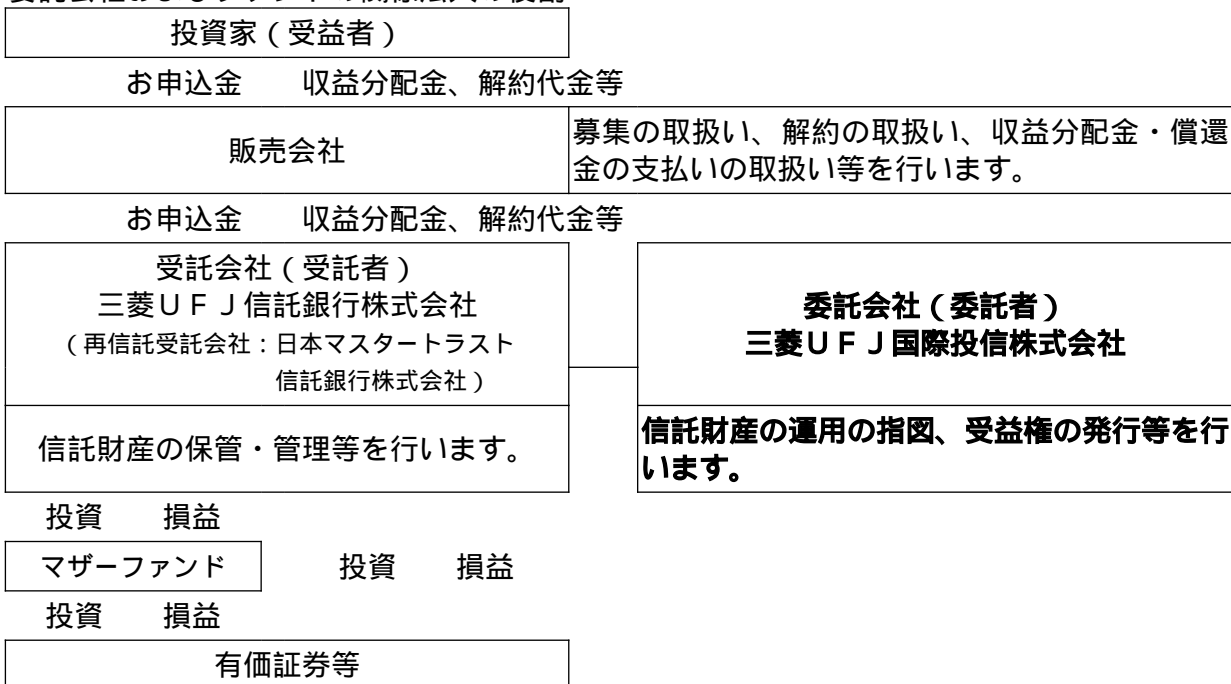 投資家（受益者）
お申込金　収益分配金、解約代金等
販売会社
募集の取扱い、解約の取扱い、収益分配金・償還
金の支払いの取扱い等を行います。
お申込金　収益分配金、解約代金等
受託会社（受託者）
三菱ＵＦＪ信託銀行株式会社
（再信託受託会社：日本マスタートラスト
信託銀行株式会社）
委託会社（委託者）
三菱ＵＦＪ国際投信株式会社
信託財産の保管・管理等を行います。
信託財産の運用の指図、受益権の発行等を行
います。
投資　損益
マザーファンド　投資　損益
投資　損益
有価証券等